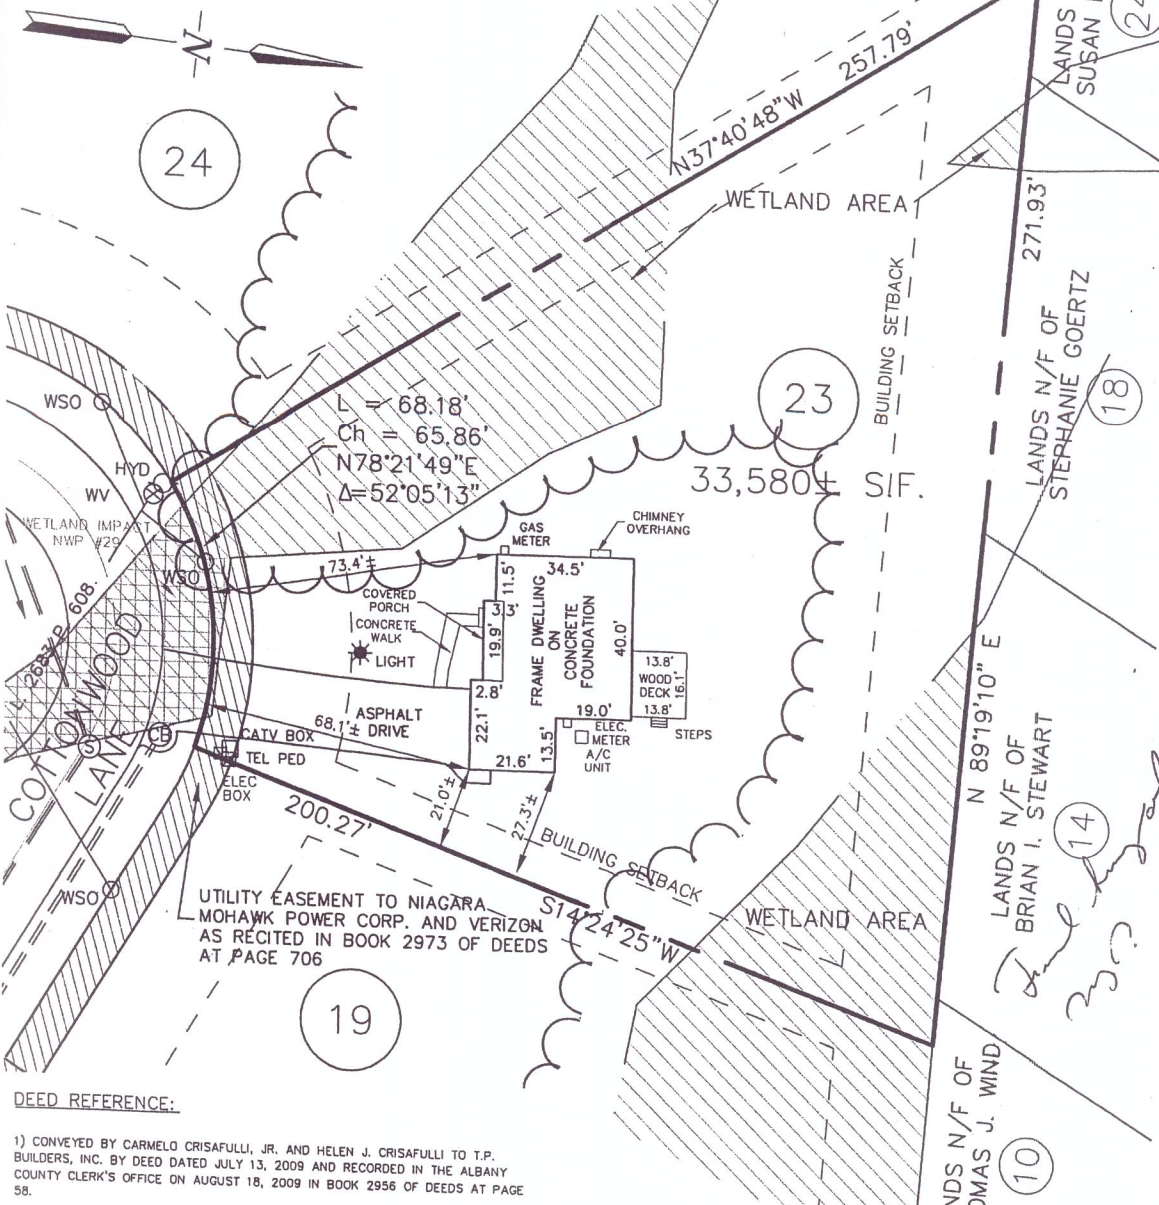 N
24
257.79'
N37°40'48"W
WETLAND AREA
LANDS
SUSAN
24
271.93'
BUILDING SETBACK
LANDS N/F OF
STEPHANIE GOERTZ
18
23
33,580± S.F.
L = 68.18'
Ch = 65.86'
N78°21'49"E
Δ=52°05'13"
WSO
HYD
WV
WETLAND IMPACT
NWP #29
WSO
608
2683/P
COTTONWOOD
LANE
S
CB
WSO
73.4'±
GAS
METER
CHIMNEY
OVERHANG
34.5'
11.5'
3.3'
19.9'
2.8'
22.1'
21.6'
13.5'
19.0'
40.0'
FRAME DWELLING
ON
CONCRETE
FOUNDATION
COVERED
PORCH
CONCRETE
WALK
LIGHT
ASPHALT
DRIVE
68.1'±
13.8'
WOOD
DECK
16.1'
13.8'
STEPS
ELEC.
METER
A/C
UNIT
CATV BOX
TEL PED
ELEC
BOX
200.27'
21.0'±
27.3'±
BUILDING SETBACK
S14°24'25"W
WETLAND AREA
N 89°19'10" E
LANDS N/F OF
BRIAN I. STEWART
14
UTILITY EASEMENT TO NIAGARA
MOHAWK POWER CORP. AND VERIZON
AS RECITED IN BOOK 2973 OF DEEDS
AT PAGE 706
19
NDS N/F OF
OMAS J. WIND
10
DEED REFERENCE:
1) CONVEYED BY CARMELO CRISAFULLI, JR. AND HELEN J. CRISAFULLI TO T.P.
BUILDERS, INC. BY DEED DATED JULY 13, 2009 AND RECORDED IN THE ALBANY
COUNTY CLERK'S OFFICE ON AUGUST 18, 2009 IN BOOK 2956 OF DEEDS AT PAGE
58.